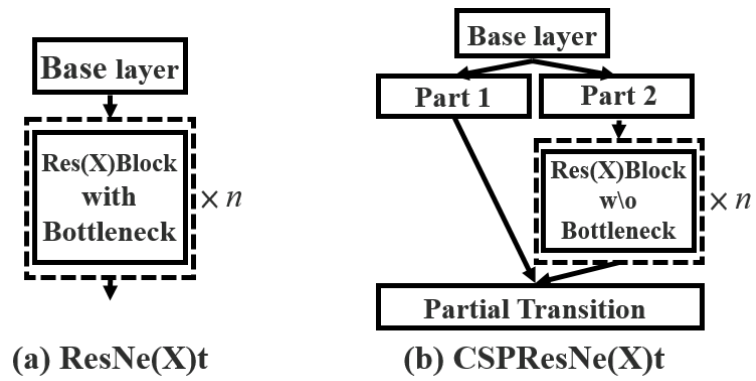 Base layer
Res(X)Block
with
Bottleneck
× n
(a) ResNe(X)t
Base layer
Part 1
Part 2
Res(X)Block
w\o
Bottleneck
× n
Partial Transition
(b) CSPResNe(X)t